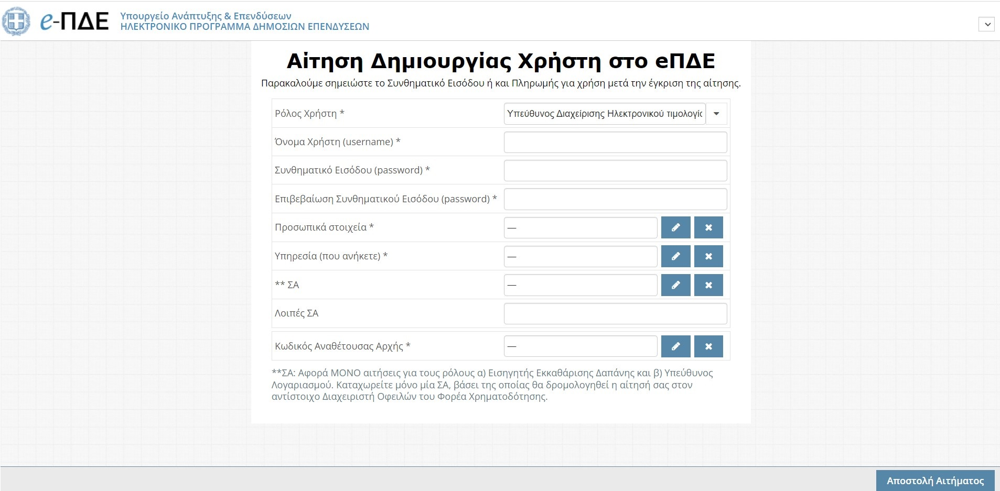 e-ΠΔΕ
Υπουργείο Ανάπτυξης & Επενδύσεων
ΗΛΕΚΤΡΟΝΙΚΟ ΠΡΟΓΡΑΜΜΑ ΔΗΜΟΣΙΩΝ ΕΠΕΝΔΥΣΕΩΝ
Αίτηση Δημιουργίας Χρήστη στο eΠΔΕ
Παρακαλούμε σημειώστε το Συνθηματικό Εισόδου ή και Πληρωμής για χρήση μετά την έγκριση της αίτησης.
Ρόλος Χρήστη * Υπεύθυνος Διαχείρισης Ηλεκτρονικού
Όνομα Χρήστη (username) *
Συνθηματικό Εισόδου (password) *
Επιβεβαίωση Συνθηματικού Εισόδου (password) *
Προσωπικά στοιχεία * —
Υπηρεσία (που ανήκετε) * —
** ΣΑ —
Λοιπές ΣΑ
Κωδικός Αναθέτουσας Αρχής * —
**ΣΑ: Αφορά ΜΟΝΟ αιτήσεις για τους ρόλους α) Εισηγητής Εκκαθάρισης Δαπάνης και β) Υπεύθυνος
Λογαριασμού. Καταχωρείτε μόνο μία ΣΑ, βάσει της οποίας θα δρομολογηθεί η αίτησή σας στον
αντίστοιχο Διαχειριστή Οφειλών του Φορέα Χρηματοδότησης.
Αποστολή Αιτήματος